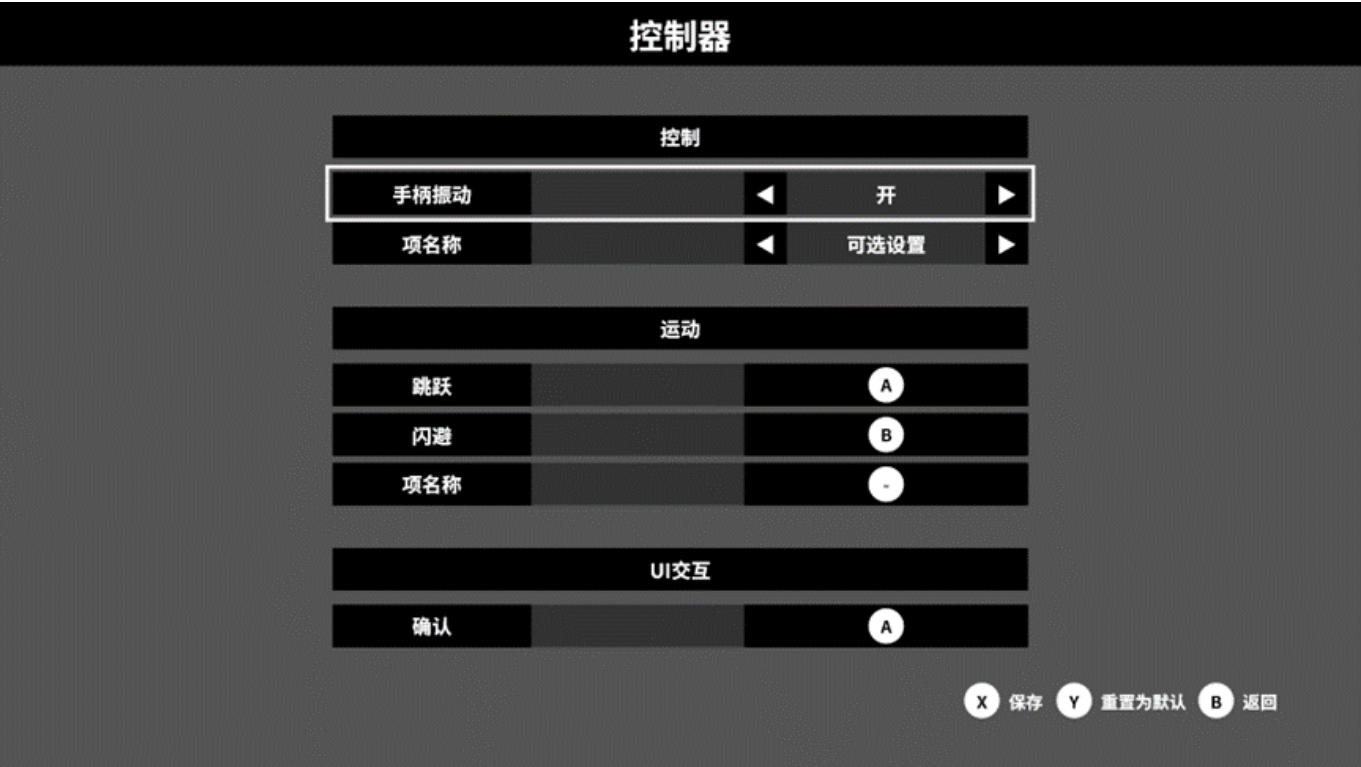 控制器
控制
手柄振动 ◀ 开 ▶
项名称 ◀ 可选设置 ▶
运动
跳跃 A
闪避 B
项名称 -
UI交互
确认 A
X 保存 Y 重置为默认 B 返回